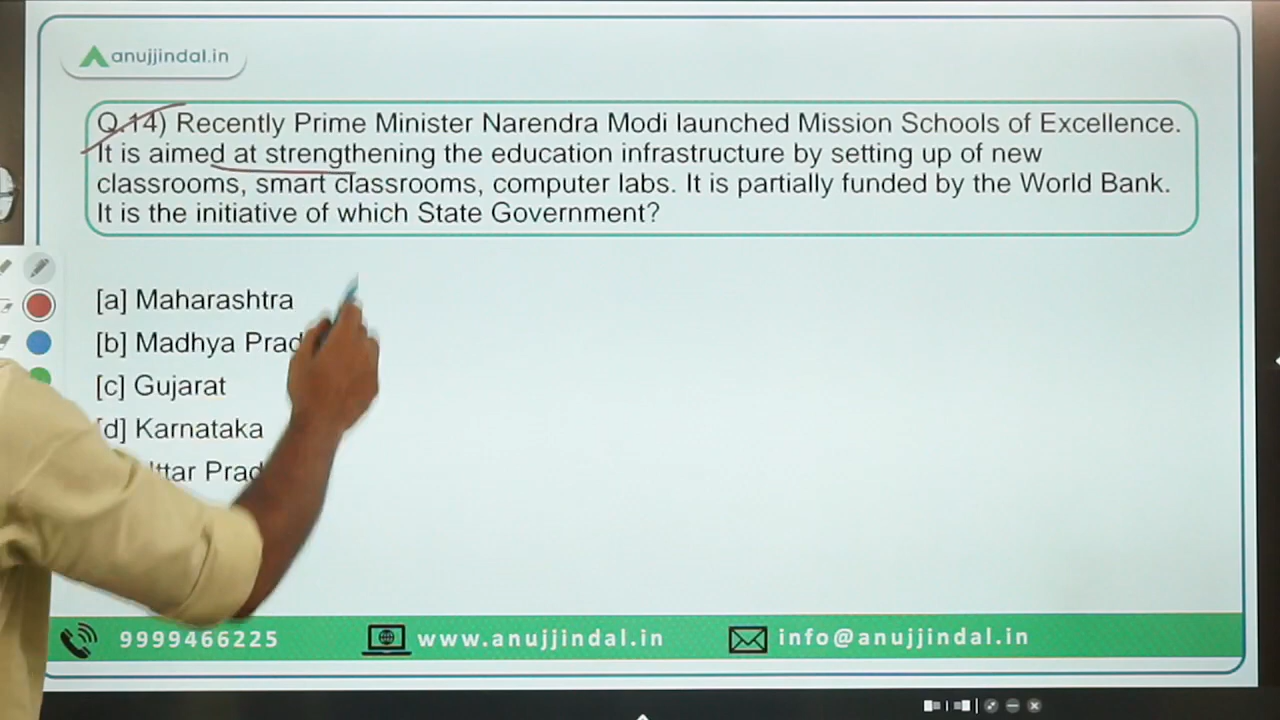 anujjindal.in
Q.14) Recently Prime Minister Narendra Modi launched Mission Schools of Excellence.
It is aimed at strengthening the education infrastructure by setting up of new
classrooms, smart classrooms, computer labs. It is partially funded by the World Bank.
It is the initiative of which State Government?
[a] Maharashtra
[b] Madhya Prad
[c] Gujarat
[d] Karnataka
ttar Prad
9999466225
www.anujjindal.in
info@anujjindal.in